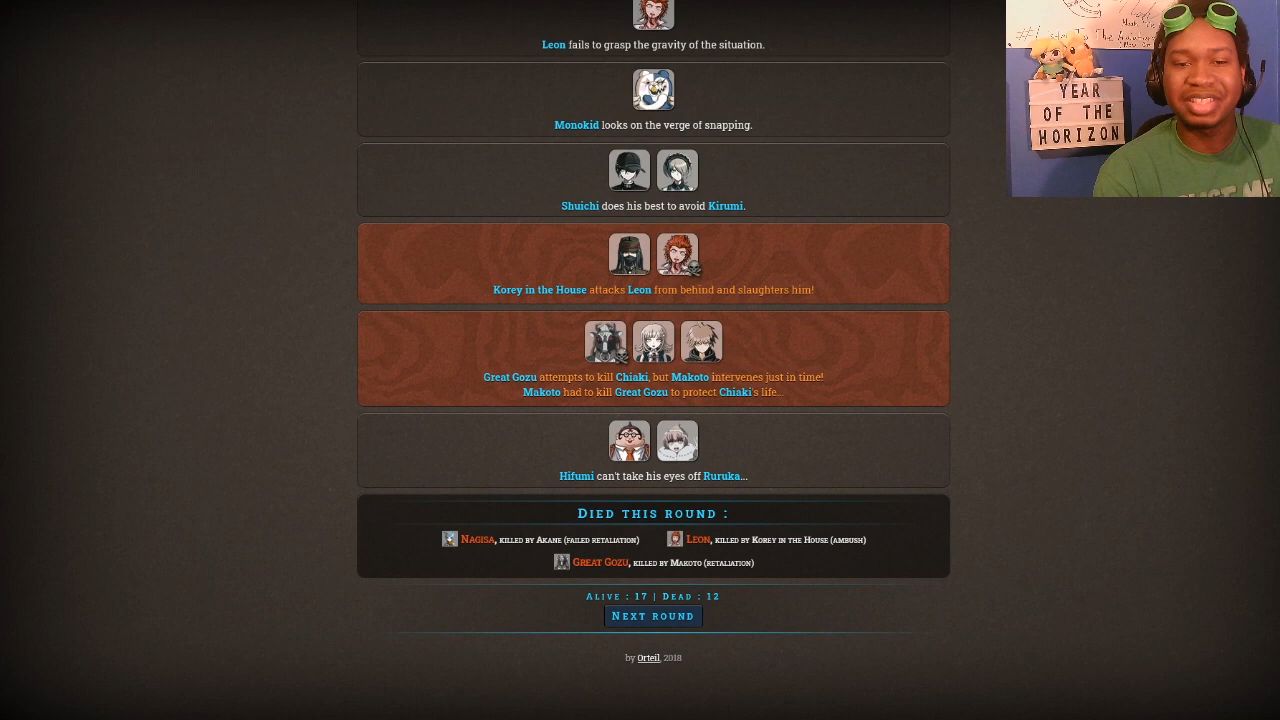 Leon fails to grasp the gravity of the situation.
Monokid looks on the verge of snapping.
Shuichi does his best to avoid Kirumi.
Korey in the House attacks Leon from behind and slaughters him!
Great Gozu attempts to kill Chiaki, but Makoto intervenes just in time!
Makoto had to kill Great Gozu to protect Chiaki's life...
Hifumi can't take his eyes off Ruruka...
Died this round :
Nagisa, killed by Akane (failed retaliation)
Leon, killed by Korey in the House (ambush)
Great Gozu, killed by Makoto (retaliation)
Alive : 17 | Dead : 12
Next round
by Orteil, 2018
YEAR
OF THE
HORIZON